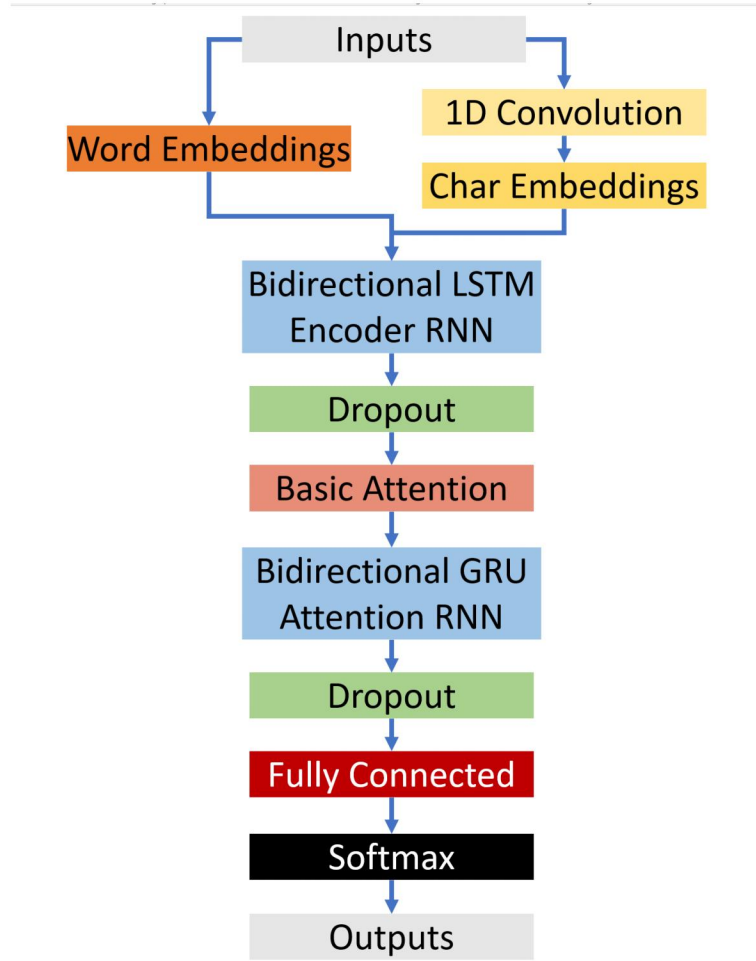 Inputs
1D Convolution
Word Embeddings
Char Embeddings
Bidirectional LSTM
Encoder RNN
Dropout
Basic Attention
Bidirectional GRU
Attention RNN
Dropout
Fully Connected
Softmax
Outputs